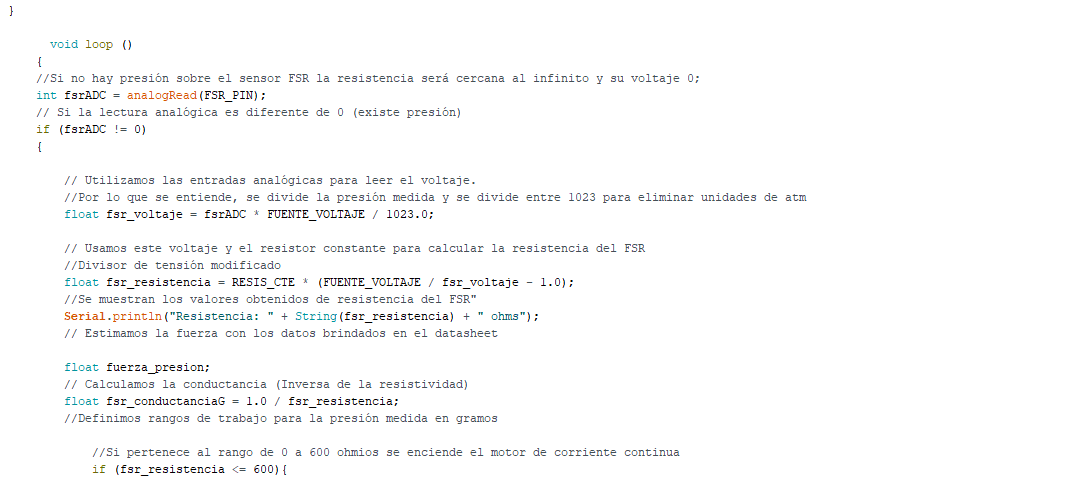 }
void loop ()
{
//Si no hay presión sobre el sensor FSR la resistencia será cercana al infinito y su voltaje 0;
int fsrADC = analogRead(FSR_PIN);
// Si la lectura analógica es diferente de 0 (existe presión)
if (fsrADC != 0)
{
// Utilizamos las entradas analógicas para leer el voltaje.
//Por lo que se entiende, se divide la presión medida y se divide entre 1023 para eliminar unidades de atm
float fsr_voltaje = fsrADC * FUENTE_VOLTAJE / 1023.0;
// Usamos este voltaje y el resistor constante para calcular la resistencia del FSR
//Divisor de tensión modificado
float fsr_resistencia = RESIS_CTE * (FUENTE_VOLTAJE / fsr_voltaje - 1.0);
//Se muestran los valores obtenidos de resistencia del FSR"
Serial.println("Resistencia: " + String(fsr_resistencia) + " ohms");
// Estimamos la fuerza con los datos brindados en el datasheet
float fuerza_presion;
// Calculamos la conductancia (Inversa de la resistividad)
float fsr_conductanciaG = 1.0 / fsr_resistencia;
//Definimos rangos de trabajo para la presión medida en gramos
//Si pertenece al rango de 0 a 600 ohmios se enciende el motor de corriente continua
if (fsr_resistencia <= 600){